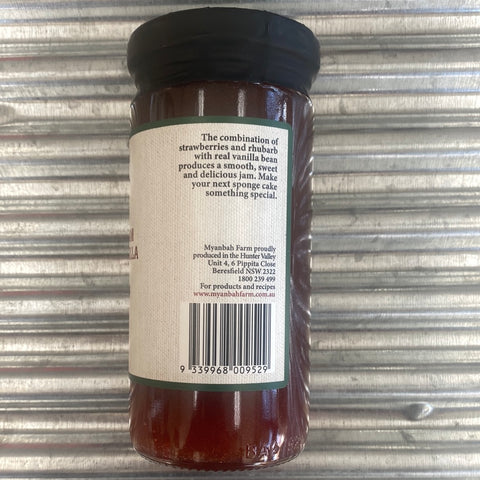 The combination of
strawberries and rhubarb
with real vanilla bean
produces a smooth, sweet
and delicious jam. Make
your next sponge cake
something special.
Myanbah Farm proudly
produced in the Hunter Valley
Unit 4, 6 Pippita Close
Beresfield NSW 2322
1800 239 499
For products and recipes
www.myanbahfarm.com.au
9 339968 009529